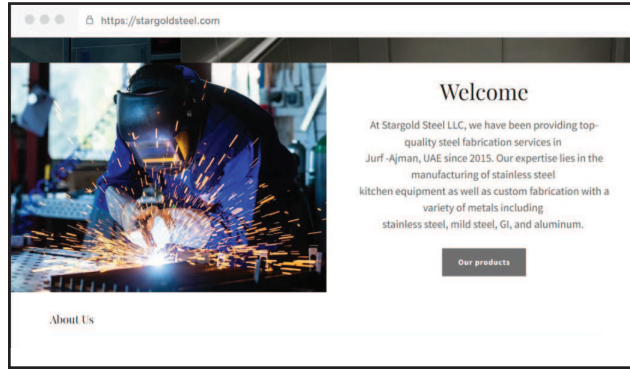 https://stargoldsteel.com
Welcome
At Stargold Steel LLC, we have been providing top-
quality steel fabrication services in
Jurf -Ajman, UAE since 2015. Our expertise lies in the
manufacturing of stainless steel
kitchen equipment as well as custom fabrication with a
variety of metals including
stainless steel, mild steel, GI, and aluminum.
Our products
About Us